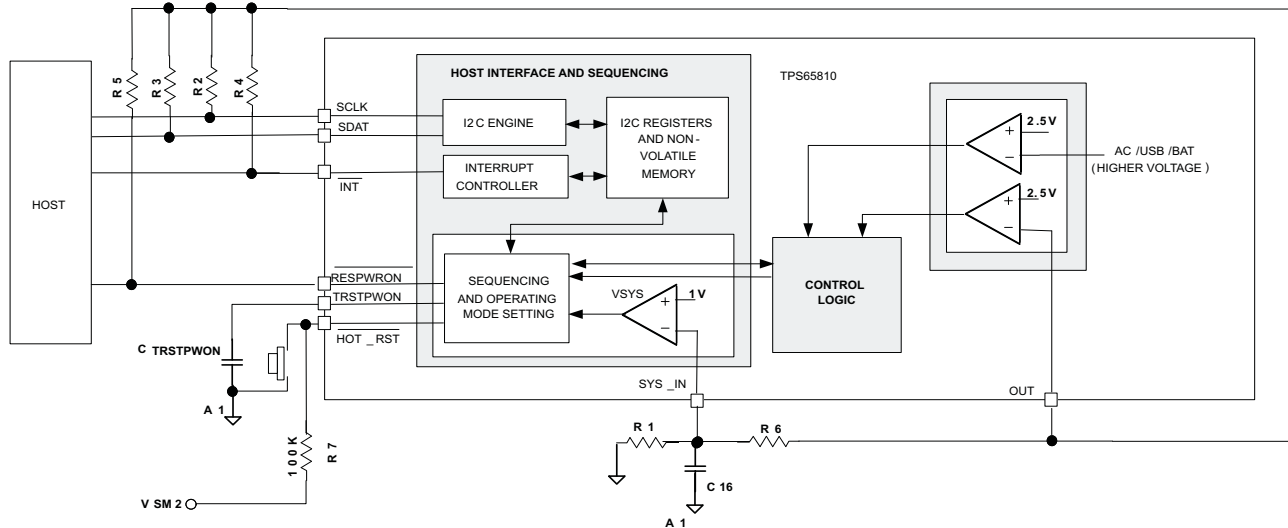 R 5
R 3
R 2
R 4
HOST INTERFACE AND SEQUENCING
TPS65810
SCLK
SDAT
INT
I2C ENGINE
INTERRUPT
CONTROLLER
I2C REGISTERS
AND NON-
VOLATILE
MEMORY
2.5V
+
−
AC /USB /BAT
(HIGHER VOLTAGE )
2.5V
+
−
HOST
RESPWRON
TRSTPWON
HOT _RST
SEQUENCING
AND OPERATING
MODE SETTING
VSYS
+
1V
−
CONTROL
LOGIC
C TRSTPWON
A 1
SYS _IN
OUT
100K
R 7
R 1
R 6
C 16
A 1
V SM 2